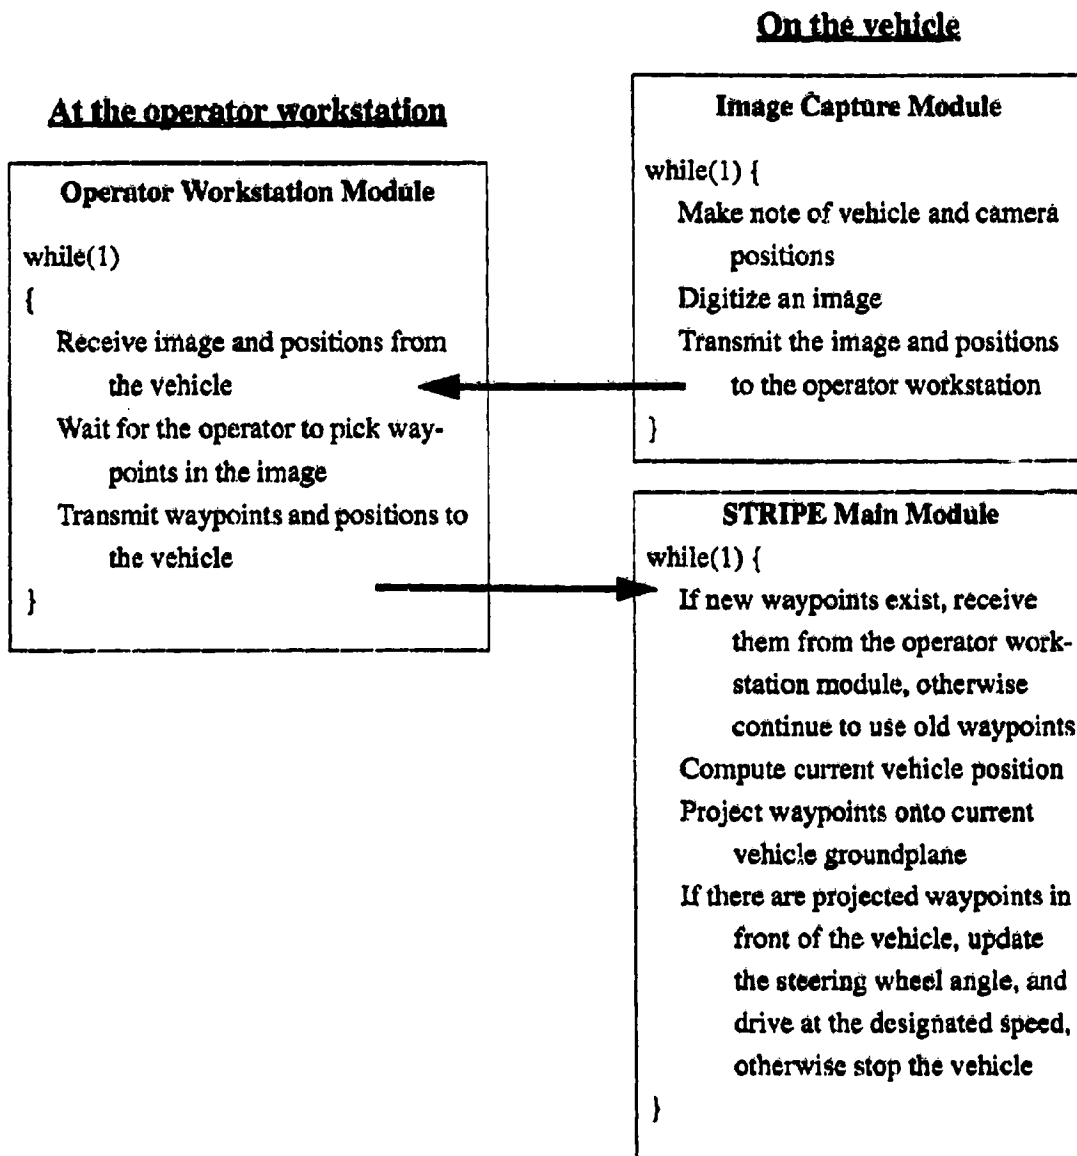 At the operator workstation
Operator Workstation Module
while(1)
{
Receive image and positions from
the vehicle
Wait for the operator to pick way-
points in the image
Transmit waypoints and positions to
the vehicle
}
On the vehicle
Image Capture Module
while(1) {
Make note of vehicle and camera
positions
Digitize an image
Transmit the image and positions
to the operator workstation
}
STRIPE Main Module
while(1) {
If new waypoints exist, receive
them from the operator work-
station module, otherwise
continue to use old waypoints
Compute current vehicle position
Project waypoints onto current
vehicle groundplane
If there are projected waypoints in
front of the vehicle, update
the steering wheel angle, and
drive at the designated speed,
otherwise stop the vehicle
}